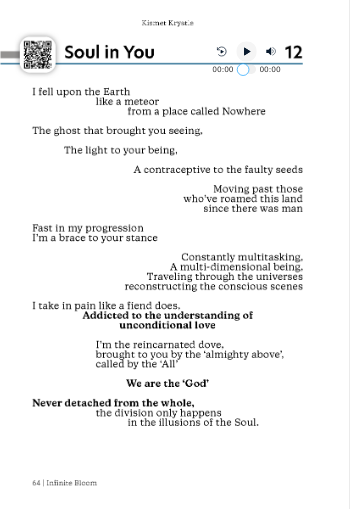 Kismet Krystle
Soul in You
12
00:00
00:00
I fell upon the Earth
like a meteor
from a place called Nowhere
The ghost that brought you seeing,
The light to your being,
A contraceptive to the faulty seeds
Moving past those
who've roamed this land
since there was man
Fast in my progression
I'm a brace to your stance
Constantly multitasking,
A multi-dimensional being,
Traveling through the universes
reconstructing the conscious scenes
I take in pain like a fiend does.
Addicted to the understanding of
unconditional love
I'm the reincarnated dove.
brought to you by the 'almighty above',
called by the 'All'
We are the 'God'
Never detached from the whole,
the division only happens
in the illusions of the Soul.
64 | Infinite Bloom